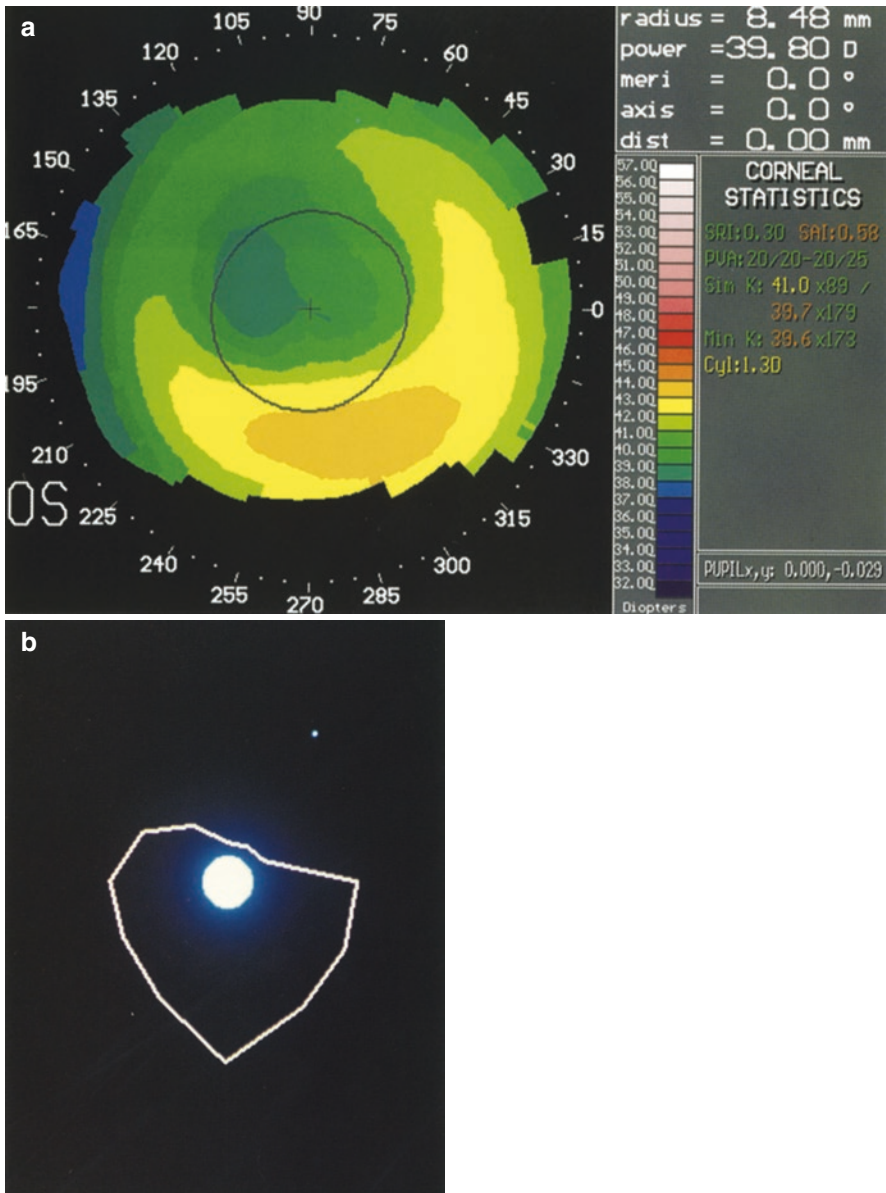 a
radius = 8.48 mm
power =39.80 D
meri = 0.0 °
axis = 0.0 °
dist = 0.00 mm
90
105
75
120
60
135
45
150
30
165
15
0
195
210
330
OS
225
315
240
300
255
270
285
57.00
56.00
55.00
54.00
53.00
52.00
51.00
50.00
49.00
48.00
47.00
46.00
45.00
44.00
43.00
42.00
41.00
40.00
39.00
38.00
37.00
36.00
35.00
34.00
33.00
32.00
Diopters
CORNEAL
STATISTICS
SRI:0.30 SAI:0.58
PVA:20/20-20/25
Sim K: 41.0 x89 /
39.7 x179
Min K: 39.6 x173
Cyl:1.3D
PUPILx,y: 0.000,-0.029
b